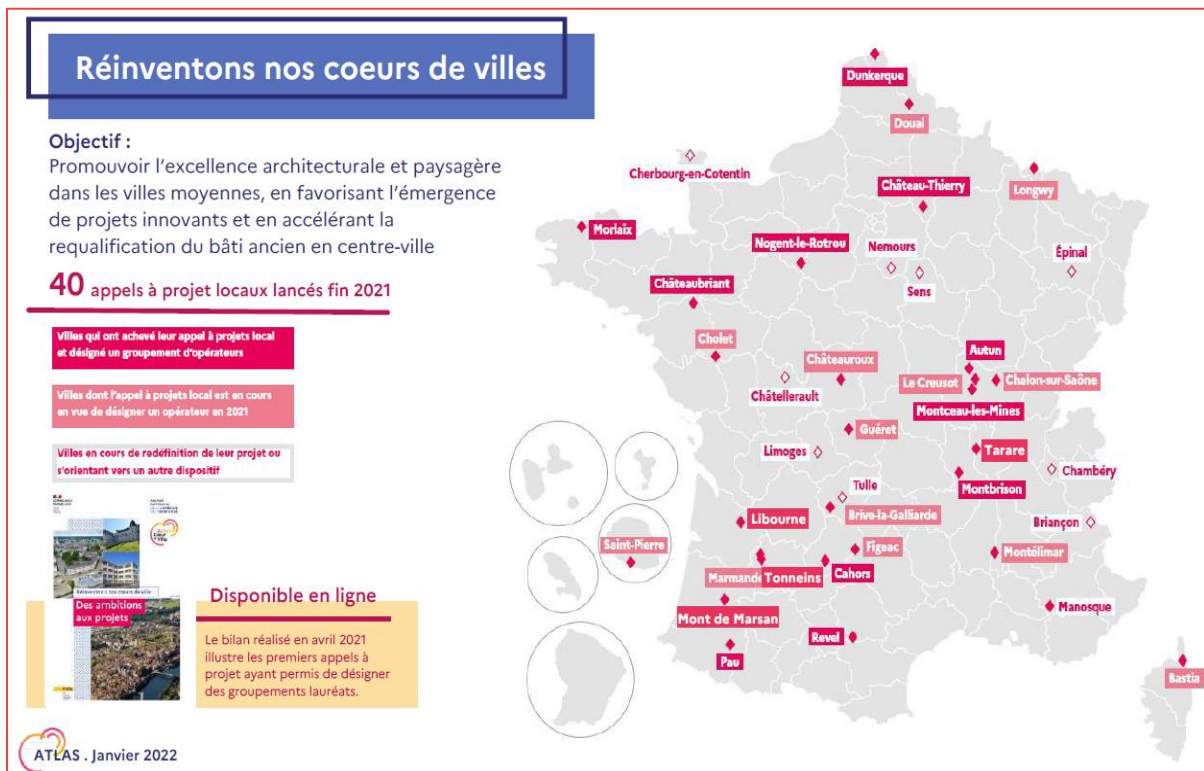 Réinventons nos coeurs de villes
Objectif :
Promouvoir l'excellence architecturale et paysagère
dans les villes moyennes, en favorisant l'émergence
de projets innovants et en accélérant la
requalification du bâti ancien en centre-ville
40 appels à projet locaux lancés fin 2021
Villes qui ont achevé leur appel à projets local
et désigné un groupement d'opérateurs
Villes dont l'appel à projets local est en cours
en vue de désigner un opérateur en 2021
Villes en cours de redéfinition de leur projet ou
s'orientant vers un autre dispositif
Réinventons nos coeurs de ville
Des ambitions
aux projets
Disponible en ligne
Le bilan réalisé en avril 2021
illustre les premiers appels à
projet ayant permis de désigner
des groupements lauréats.
ATLAS . Janvier 2022
Dunkerque
Douai
Cherbourg-en-Cotentin
Château-Thierry
Longwy
Morlaix
Nogent-le-Rotrou
Nemours
Épinal
Sens
Châteaubriant
Cholet
Châteauroux
Autun
Le Creusot
Chalon-sur-Saône
Châtellerault
Montceau-les-Mines
Guéret
Limoges
Tarare
Chambéry
Montbrison
Tulle
Libourne
Brive-la-Galliarde
Briançon
Saint-Pierre
Figeac
Montélimar
Marmande
Tonneins
Cahors
Manosque
Mont de Marsan
Revel
Pau
Bastia